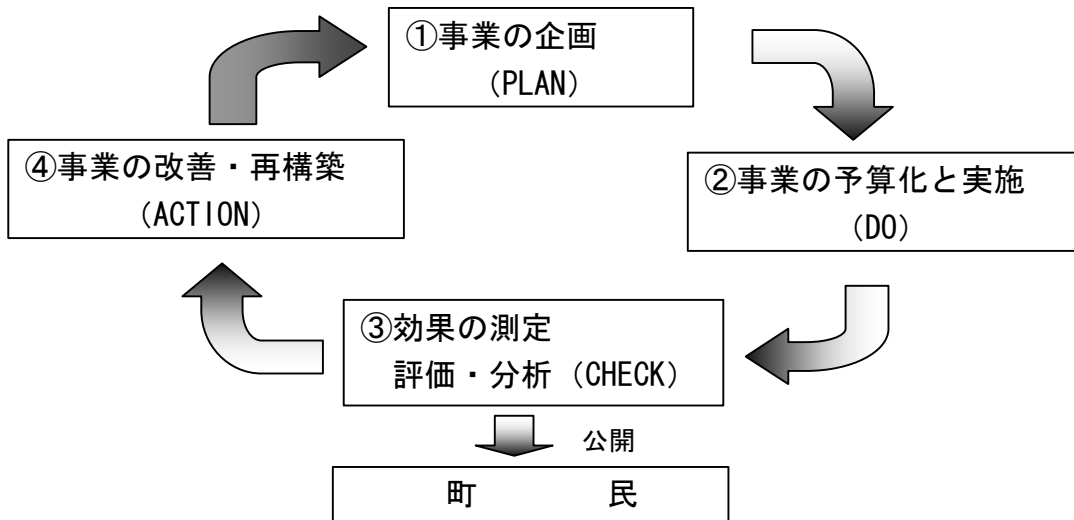 ①事業の企画
(PLAN)
②事業の予算化と実施
(DO)
③効果の測定
評価・分析 (CHECK)
④事業の改善・再構築
(ACTION)
公開
町　　　民